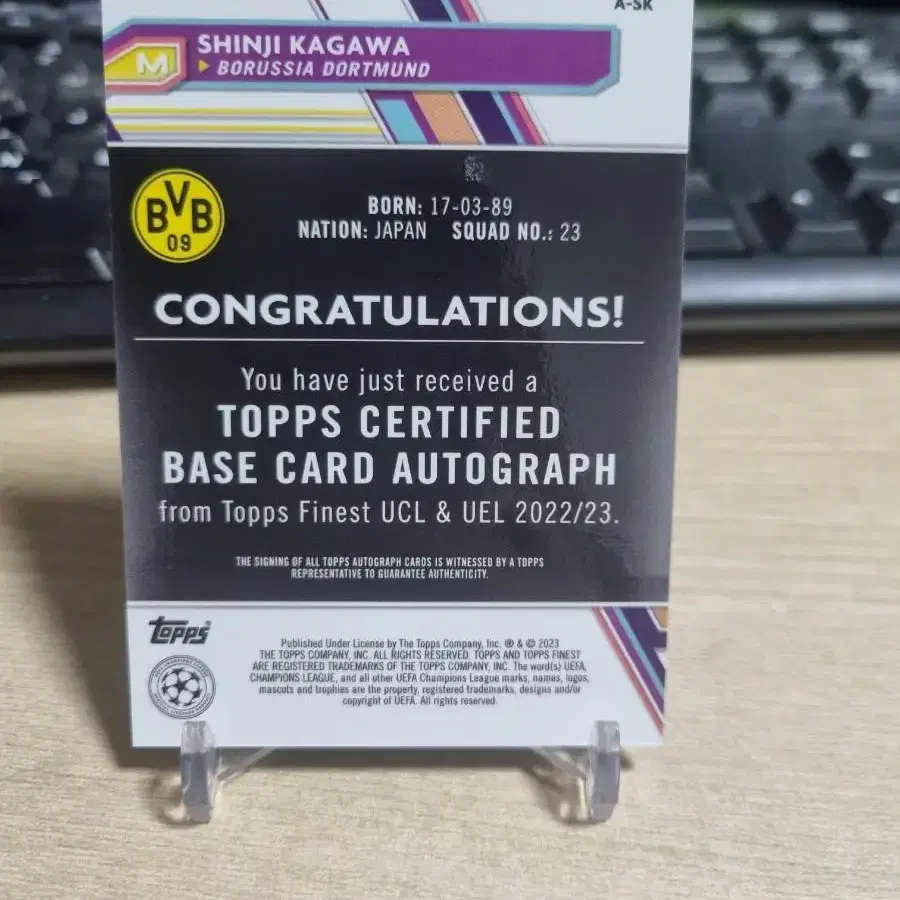 A-SK
M
SHINJI KAGAWA
BORUSSIA DORTMUND
BVB
09
BORN: 17-03-89
NATION: JAPAN SQUAD NO.: 23
CONGRATULATIONS!
You have just received a
TOPPS CERTIFIED
BASE CARD AUTOGRAPH
from Topps Finest UCL & UEL 2022/23.
THE SIGNING OF ALL TOPPS AUTOGRAPH CARDS IS WITNESSED BY A TOPPS
REPRESENTATIVE TO GUARANTEE AUTHENTICITY.
Topps
Published Under License by The Topps Company, Inc. ® & © 2023
THE TOPPS COMPANY, INC. ALL RIGHTS RESERVED. TOPPS AND TOPPS FINEST
ARE REGISTERED TRADEMARKS OF THE TOPPS COMPANY, INC. The word(s) UEFA,
CHAMPIONS LEAGUE, and all other UEFA Champions League marks, names, logos,
mascots and trophies are the property, registered trademarks, designs and/or
copyright of UEFA. All rights reserved.